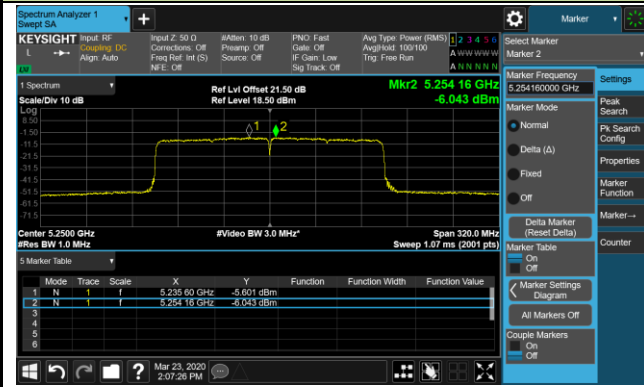 Spectrum Analyzer 1
Swept SA
Marker
KEYSIGHT
L
Input: RF
Coupling: DC
Align: Auto
Input Z: 50 Ω
Corrections: Off
Freq Ref: Int (S)
NFE: Off
#Atten: 10 dB
Preamp: Off
Source: Off
PNO: Fast
Gate: Off
IF Gain: Low
Sig Track: Off
Avg Type: Power (RMS)
Avg|Hold: 100/100
Trig: Free Run
1 2 3 4 5 6
A W W W W W
A N N N N N
Select Marker
Marker 2
1 Spectrum
Scale/Div 10 dB
Ref Lvl Offset 21.50 dB
Ref Level 18.50 dBm
Mkr2 5.254 16 GHz
-6.043 dBm
Log
8.50
-1.50
-11.5
-21.5
-31.5
-41.5
-51.5
-61.5
-71.5
1
2
Center 5.2500 GHz
#Res BW 1.0 MHz
#Video BW 3.0 MHz*
Span 320.0 MHz
Sweep 1.07 ms (2001 pts)
Marker Frequency
5.254160000 GHz
Marker Mode
Normal
Delta (Δ)
Fixed
Off
Delta Marker
(Reset Delta)
Marker Table
On
Off
Marker Settings
Diagram
All Markers Off
Couple Markers
On
Off
Settings
Peak
Search
Pk Search
Config
Properties
Marker
Function
Marker→
Counter
5 Marker Table
Mode Trace Scale X Y Function Function Width Function Value
1 N 1 f 5.235 60 GHz -5.601 dBm
2 N 1 f 5.254 16 GHz -6.043 dBm
3
4
5
6
Mar 23, 2020
2:07:26 PM